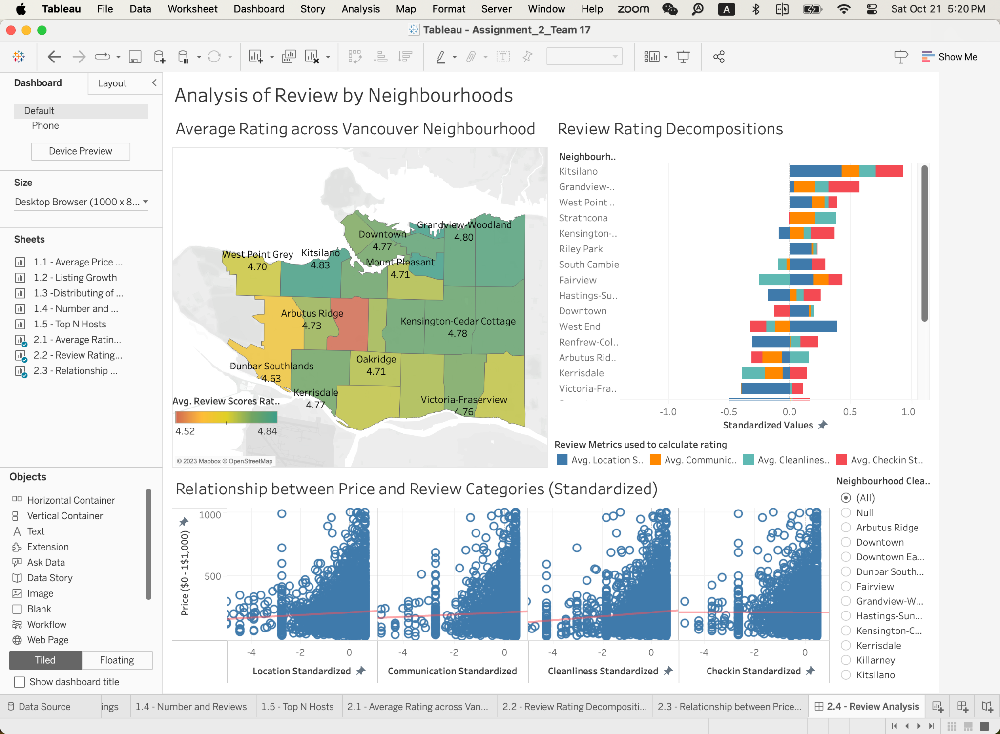 Tableau File Data Worksheet Dashboard Story Analysis Map Format Server Window Help zoom A Sat Oct 21 5:20 PM
Tableau - Assignment_2_Team 17
Show Me
Dashboard Layout
Default
Phone
Device Preview
Size
Desktop Browser (1000 x 8...
Sheets
1.1 - Average Price ...
1.2 - Listing Growth
1.3 -Distributing of ...
1.4 - Number and ...
1.5 - Top N Hosts
2.1 - Average Ratin...
2.2 - Review Rating...
2.3 - Relationship ...
Objects
Horizontal Container
Vertical Container
A Text
Extension
Ask Data
Data Story
Image
Blank
Workflow
Web Page
Tiled Floating
Show dashboard title
Analysis of Review by Neighbourhoods
Average Rating across Vancouver Neighbourhood
Grandview-Woodland
4.80
Downtown
4.77
West Point Grey
4.70
Kitsilano
4.83
Mount Pleasant
4.71
Arbutus Ridge
4.73
Kensington-Cedar Cottage
4.78
Dunbar Southlands
4.63
Oakridge
4.71
Kerrisdale
4.77
Victoria-Fraserview
4.76
Avg. Review Scores Rat..
4.52 4.84
© 2023 Mapbox © OpenStreetMap
Review Rating Decompositions
Neighbourh..
Kitsilano
Grandview-..
West Point ..
Strathcona
Kensington-..
Riley Park
South Cambie
Fairview
Hastings-Su..
Downtown
West End
Renfrew-Col..
Arbutus Rid..
Kerrisdale
Victoria-Fra..
-1.0 -0.5 0.0 0.5 1.0
Standardized Values
Review Metrics used to calculate rating
Avg. Location S.. Avg. Communic.. Avg. Cleanlines.. Avg. Checkin St..
Relationship between Price and Review Categories (Standardized)
Price ($0 - 1$1,000)
1000
500
-4 -2 0 -4 -2 0 -4 -2 0 -4 -2 0
Location Standardized Communication Standardized Cleanliness Standardized Checkin Standardized
Neighbourhood Clea..
(All)
Null
Arbutus Ridge
Downtown
Downtown Ea...
Dunbar South...
Fairview
Grandview-W...
Hastings-Sun...
Kensington-C...
Kerrisdale
Killarney
Kitsilano
Data Source ings 1.4 - Number and Reviews 1.5 - Top N Hosts 2.1 - Average Rating across Van... 2.2 - Review Rating Decompositi... 2.3 - Relationship between Price... 2.4 - Review Analysis